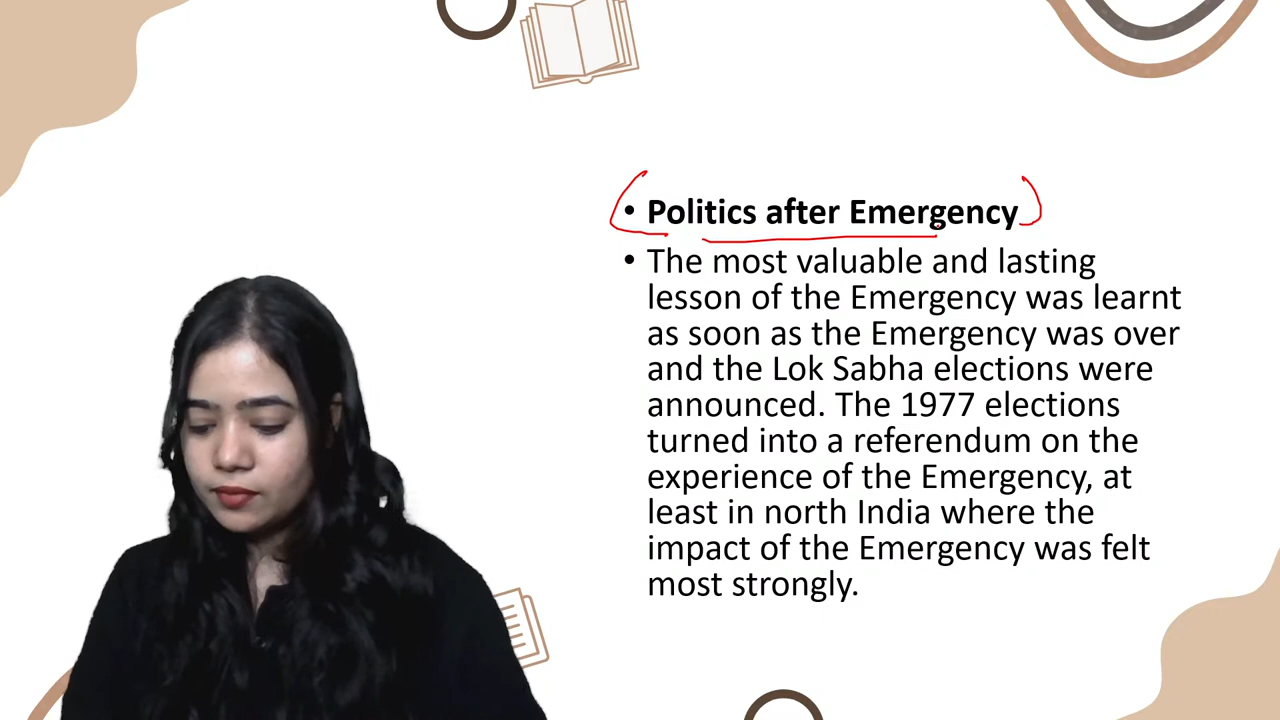 • Politics after Emergency
• The most valuable and lasting
lesson of the Emergency was learnt
as soon as the Emergency was over
and the Lok Sabha elections were
announced. The 1977 elections
turned into a referendum on the
experience of the Emergency, at
least in north India where the
impact of the Emergency was felt
most strongly.